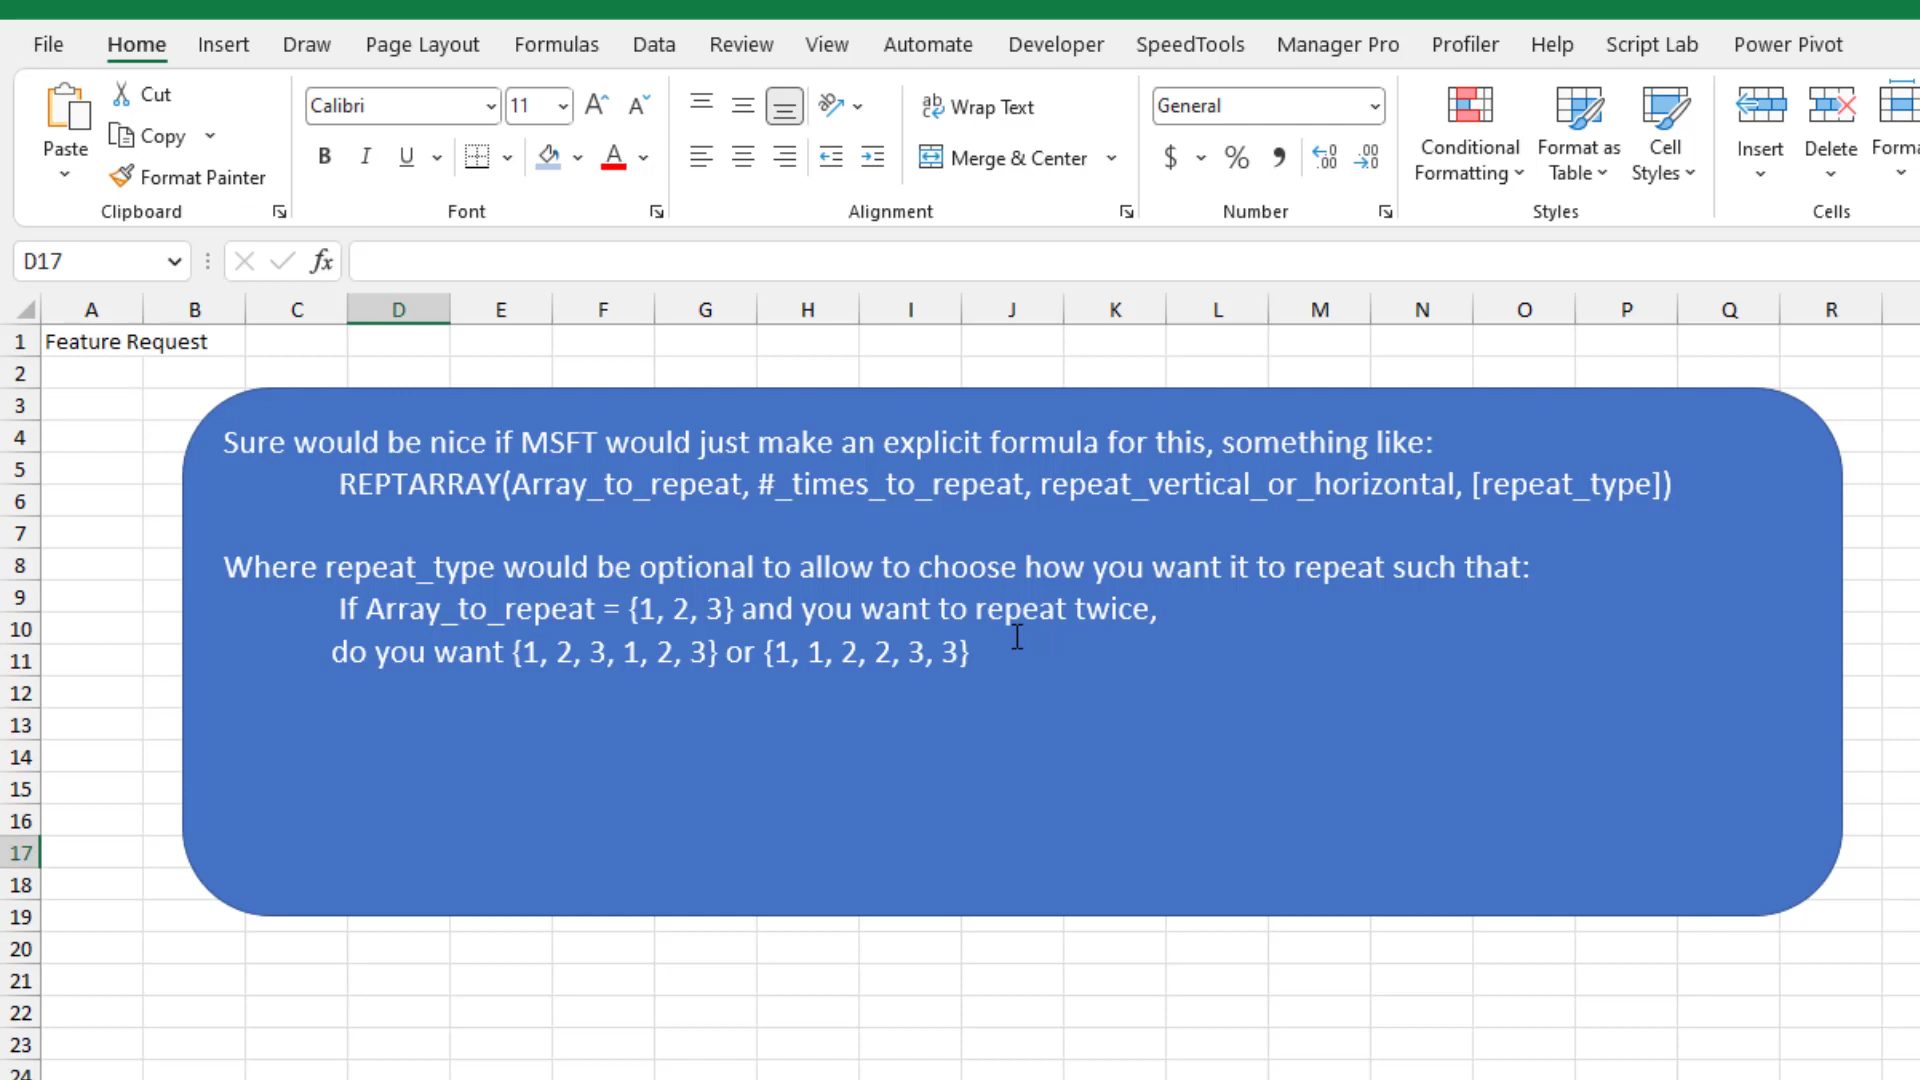 File Home Insert Draw Page Layout Formulas Data Review View Automate Developer SpeedTools Manager Pro Profiler Help Script Lab Power Pivot
Paste
Cut
Copy
Format Painter
Clipboard
Calibri 11
B I U
Font
Wrap Text
Merge & Center
Alignment
General
$ % 9 .00 .00
Number
Conditional Formatting
Format as Table
Cell Styles
Styles
Insert Delete Forma
Cells
D17
fx
A B C D E F G H I J K L M N O P Q R
1 Feature Request
2
3
4
5
6
7
8
9
10
11
12
13
14
15
16
17
18
19
20
21
22
23
24
Sure would be nice if MSFT would just make an explicit formula for this, something like:
REPTARRAY(Array_to_repeat, #_times_to_repeat, repeat_vertical_or_horizontal, [repeat_type])
Where repeat_type would be optional to allow to choose how you want it to repeat such that:
If Array_to_repeat = {1, 2, 3} and you want to repeat twice,
do you want {1, 2, 3, 1, 2, 3} or {1, 1, 2, 2, 3, 3}